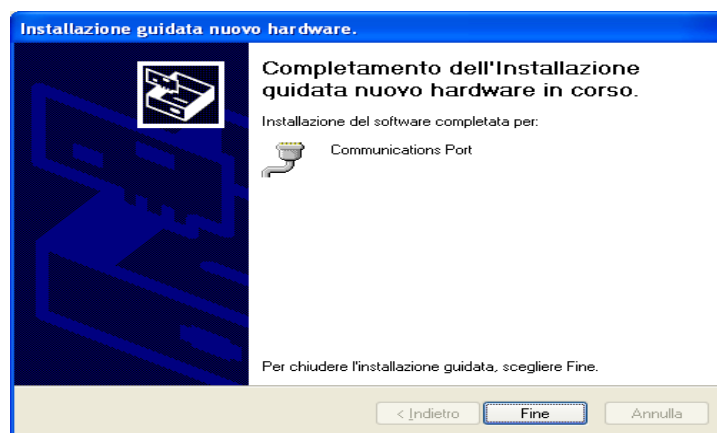 Installazione guidata nuovo hardware.
Completamento dell'Installazione
guidata nuovo hardware in corso.
Installazione del software completata per:
Communications Port
Per chiudere l'installazione guidata, scegliere Fine.
< Indietro
Fine
Annulla